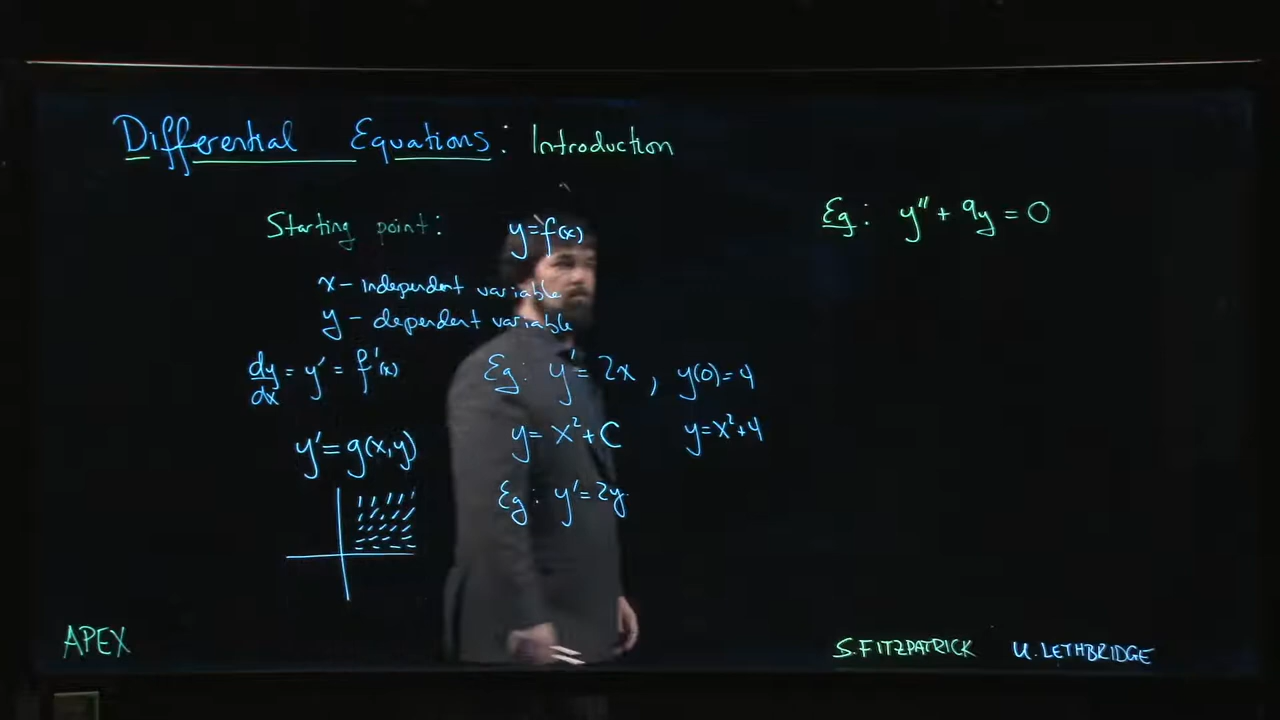 Differential Equations: Introduction
Starting point: y=f(x)
x – independent variable
y – dependent variable
dy/dx = y' = f'(x)
y' = g(x,y)
Eg: y' = 2x, y(0)=4
y = x²+C y=x²+4
Eg: y'=2y
Eg: y'' + 9y = 0
APEX
S. FITZPATRICK U. LETHBRIDGE